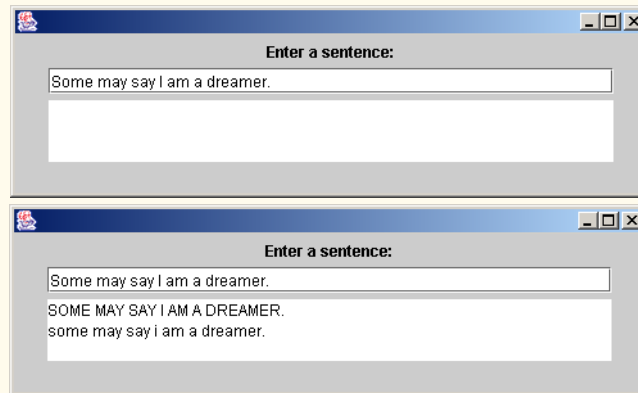 Enter a sentence:
Some may say I am a dreamer.
Enter a sentence:
Some may say I am a dreamer.
SOME MAY SAY I AM A DREAMER.
some may say i am a dreamer.